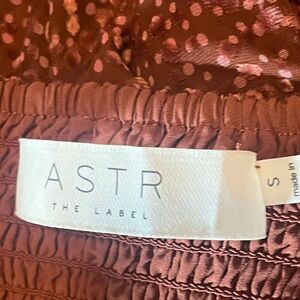 ASTR
THE LABEL
S
made in